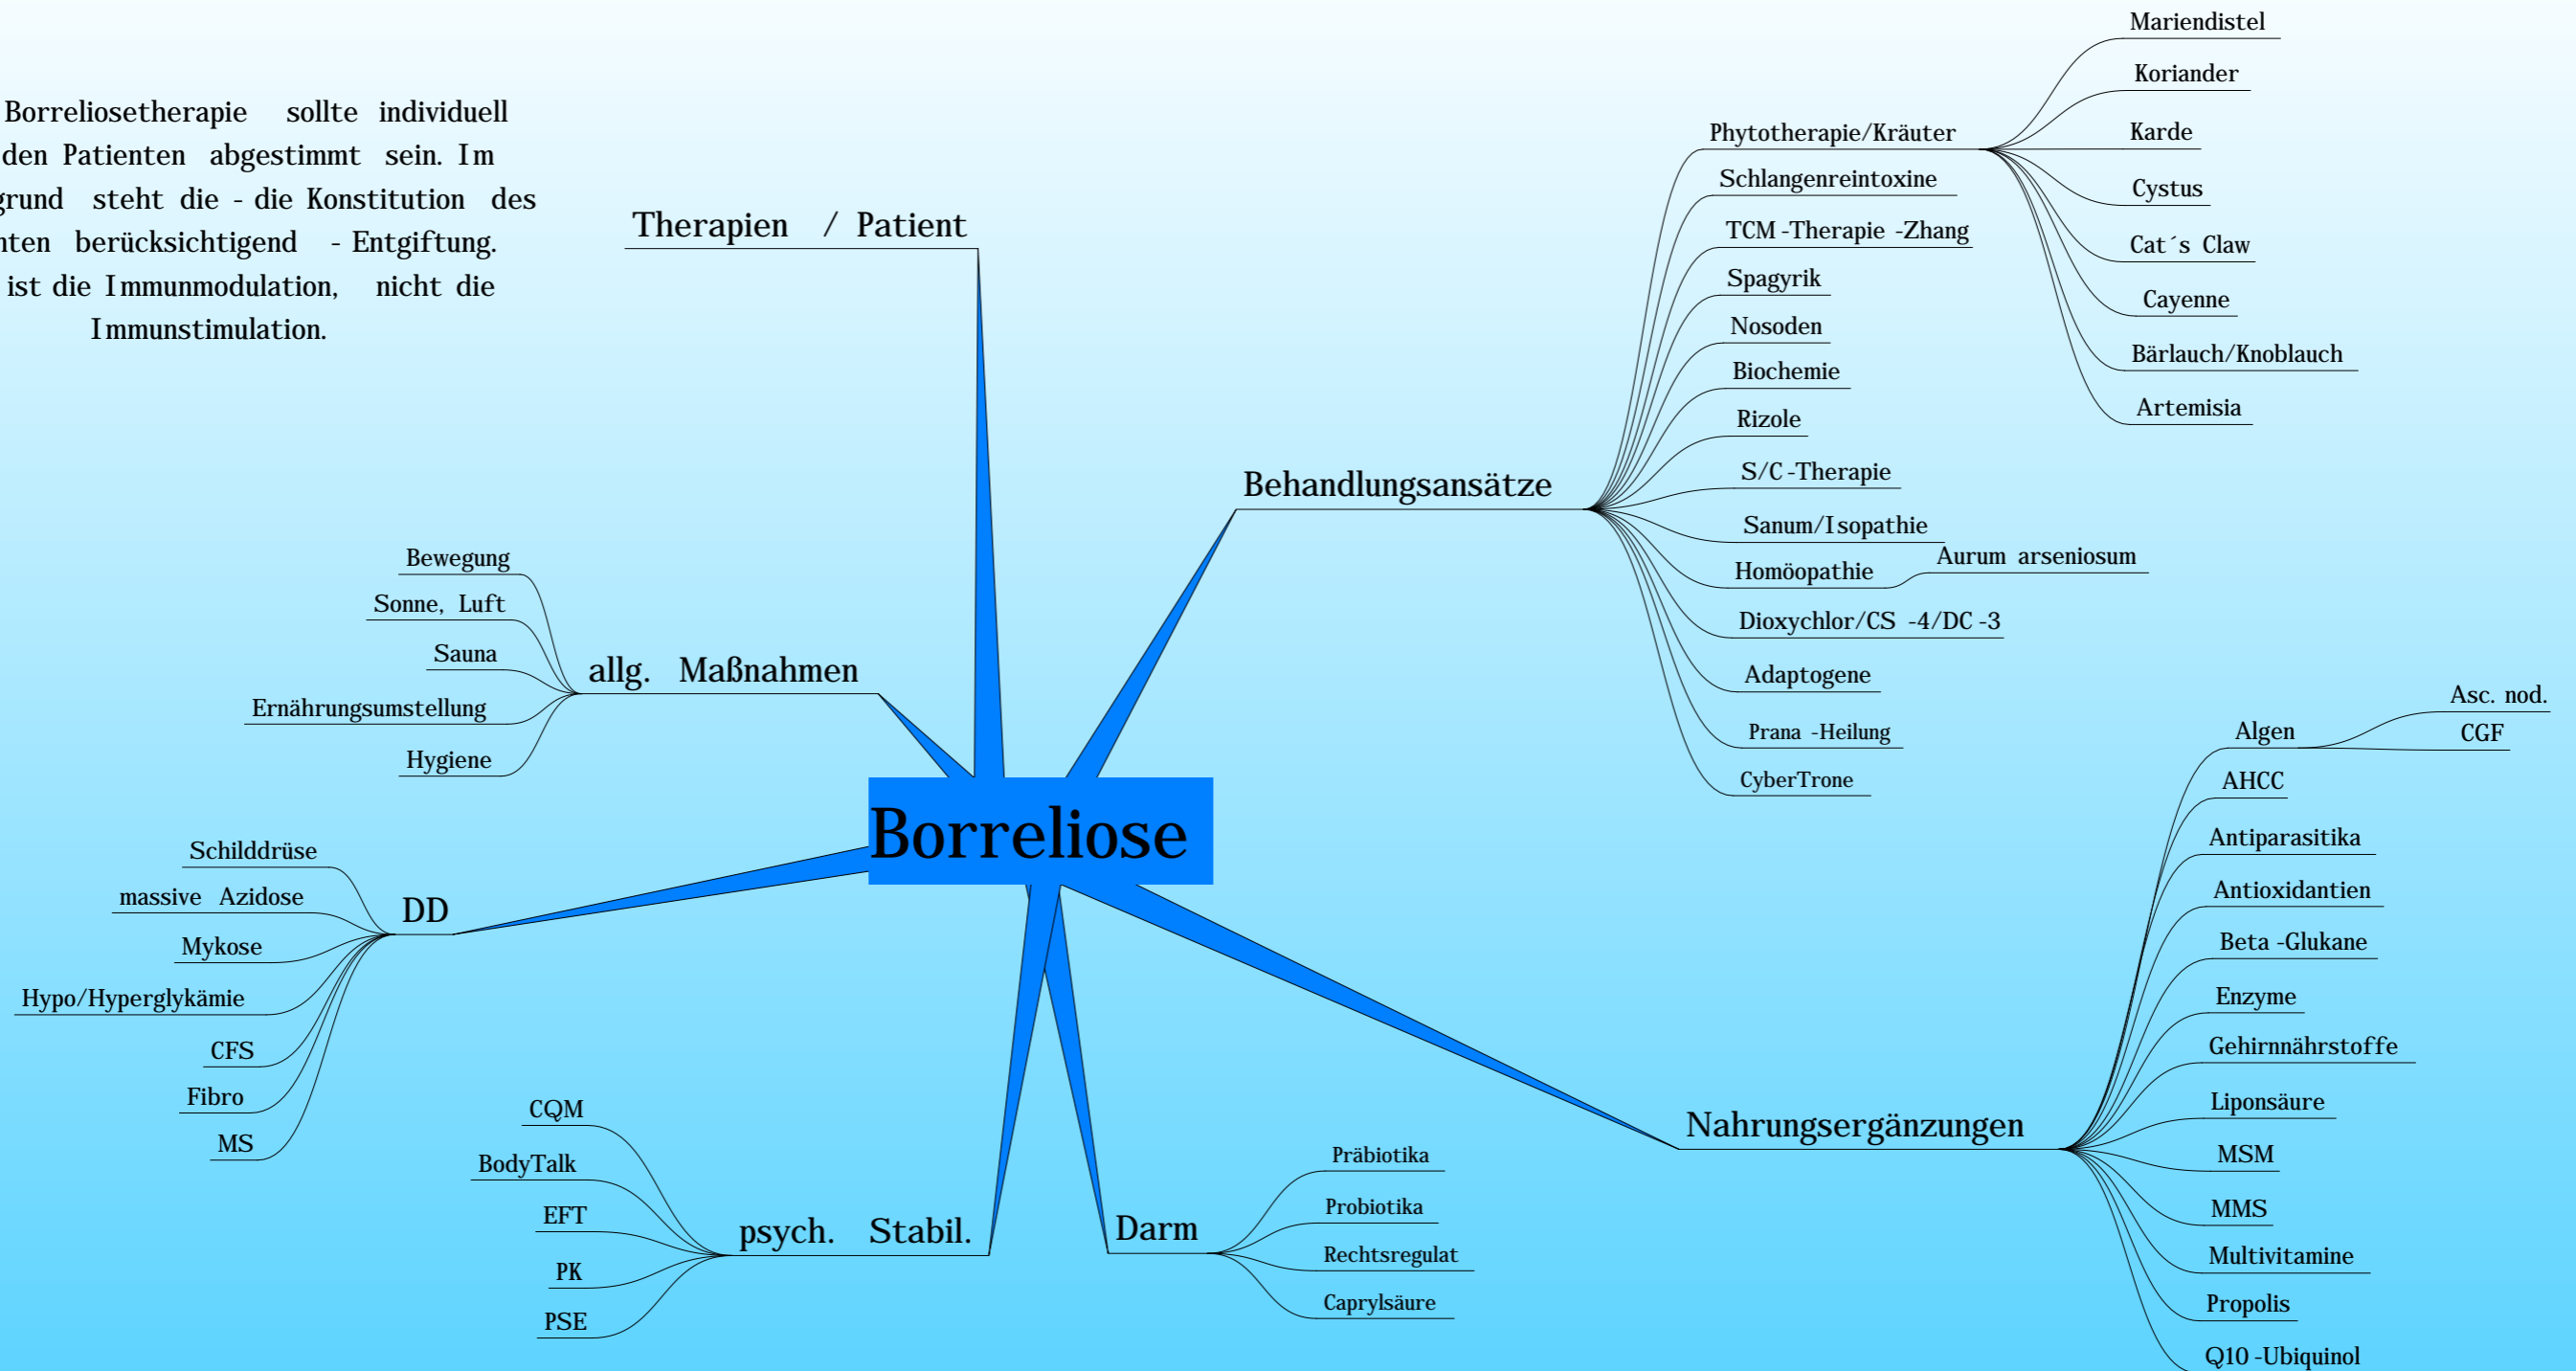 Borreliosetherapie sollte individuell
den Patienten abgestimmt sein. Im
steht die - die Konstitution des
berücksichtigend - Entgiftung.
ist die Immunmodulation, nicht die
Immunstimulation.
Therapien / Patient
Borreliose
Behandlungsansätze
Phytotherapie/Kräuter
Mariendistel
Koriander
Karde
Cystus
Cat´s Claw
Cayenne
Bärlauch/Knoblauch
Artemisia
Schlangenreintoxine
TCM-Therapie-Zhang
Spagyrik
Nosoden
Biochemie
Rizole
S/C-Therapie
Sanum/Isopathie
Homöopathie
Aurum arseniosum
Dioxychlor/CS-4/DC-3
Adaptogene
Prana-Heilung
CyberTrone
Nahrungsergänzungen
Algen
Asc. nod.
CGF
AHCC
Antiparasitika
Antioxidantien
Beta-Glukane
Enzyme
Gehirnnährstoffe
Liponsäure
MSM
MMS
Multivitamine
Propolis
Q10-Ubiquinol
Darm
Präbiotika
Probiotika
Rechtsregulat
Caprylsäure
psych. Stabil.
CQM
BodyTalk
EFT
PK
PSE
DD
Schilddrüse
massive Azidose
Mykose
Hypo/Hyperglykämie
CFS
Fibro
MS
allg. Maßnahmen
Bewegung
Sonne, Luft
Sauna
Ernährungsumstellung
Hygiene